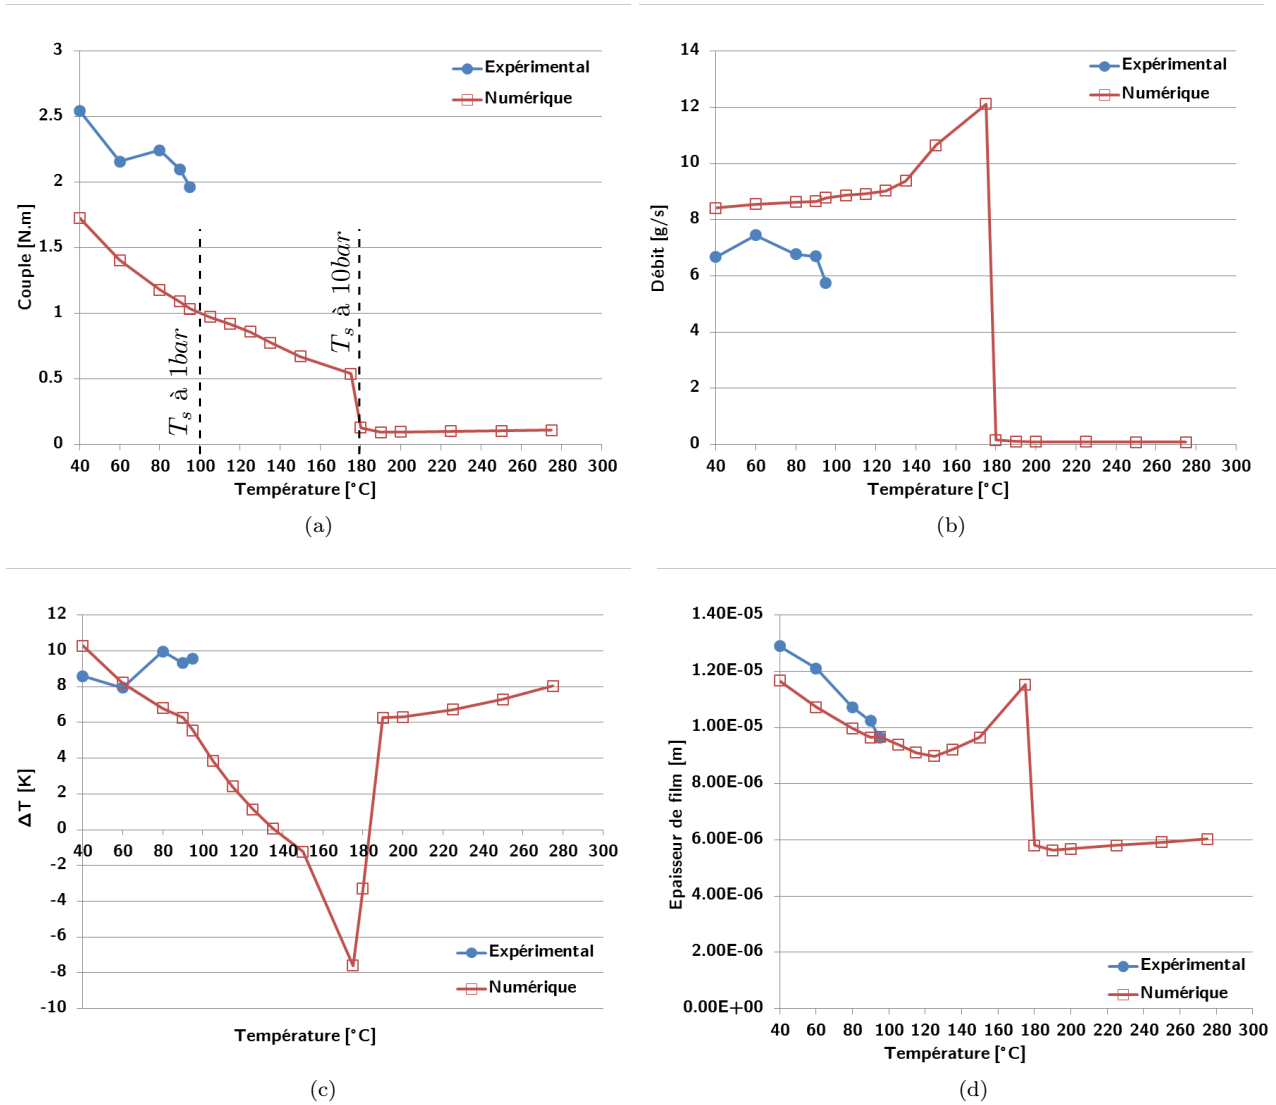 3
2.5
2
1.5
1
0.5
0
Couple [N.m]
Expérimental
Numérique
T_s à 1bar
T_s à 10bar
40 60 80 100 120 140 160 180 200 220 240 260 280 300
Température [°C]
(a)
14
12
10
8
6
4
2
0
Débit [g/s]
Expérimental
Numérique
40 60 80 100 120 140 160 180 200 220 240 260 280 300
Température [°C]
(b)
12
10
8
6
4
2
0
-2
-4
-6
-8
-10
ΔT [K]
40 60 80 100 120 140 160 180 200 220 240 260 280 300
Expérimental
Numérique
Température [°C]
(c)
1.40E-05
1.20E-05
1.00E-05
8.00E-06
6.00E-06
4.00E-06
2.00E-06
0.00E+00
Epaisseur de film [m]
Expérimental
Numérique
40 60 80 100 120 140 160 180 200 220 240 260 280 300
Température [°C]
(d)